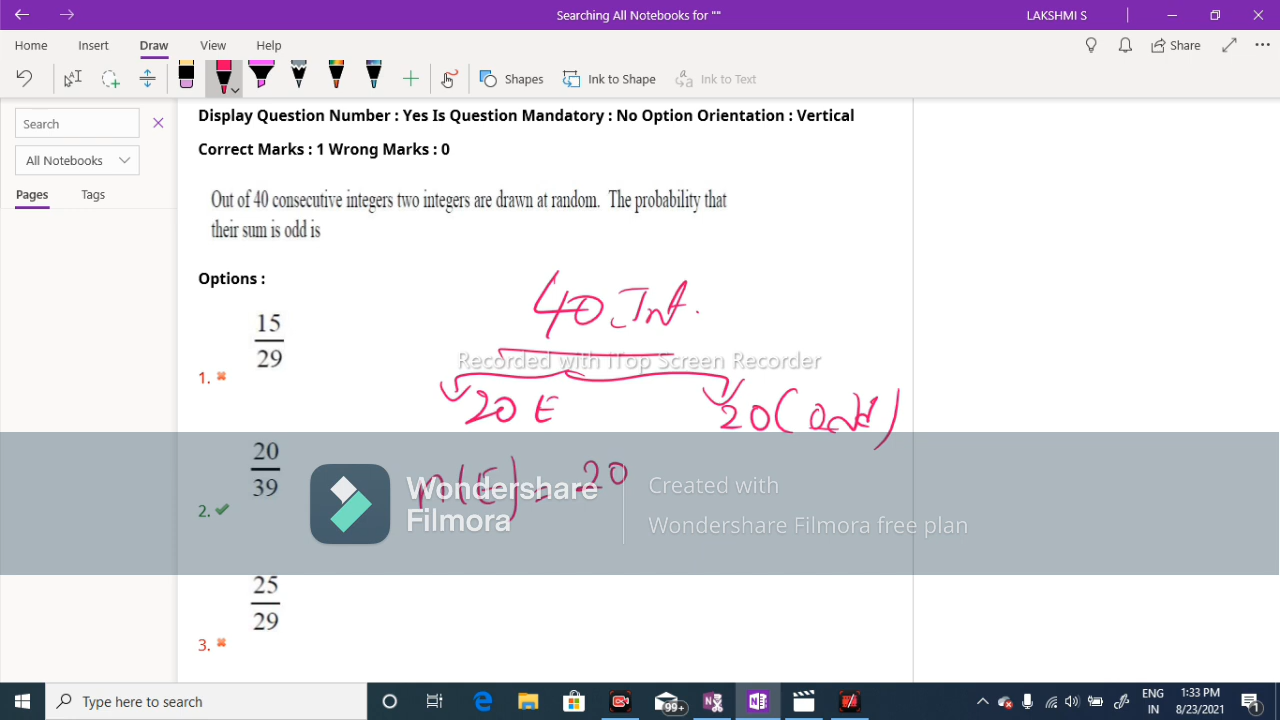 Searching All Notebooks for ""
LAKSHMI S
Home Insert Draw View Help
Share
Shapes
Ink to Shape
Ink to Text
Search
All Notebooks
Pages Tags
Display Question Number : Yes Is Question Mandatory : No Option Orientation : Vertical
Correct Marks : 1 Wrong Marks : 0
Out of 40 consecutive integers two integers are drawn at random. The probability that
their sum is odd is
Options :
40 Int.
Recorded with iTop Screen Recorder
20 E
20 (odd)
n(E) = 20
1. 15/29
2. 20/39
3. 25/29
Wondershare
Filmora
Created with
Wondershare Filmora free plan
Type here to search
99+
ENG
IN
1:33 PM
8/23/2021
1